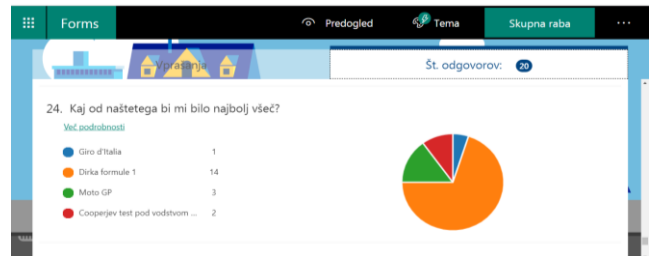 Forms
Predogled
Tema
Skupna raba
Vprašanja
Št. odgovorov: 20
24. Kaj od naštetega bi mi bilo najbolj všeč?
Več podrobnosti
Giro d'Italia 1
Dirka formule 1 14
Moto GP 3
Cooperjev test pod vodstvom ... 2